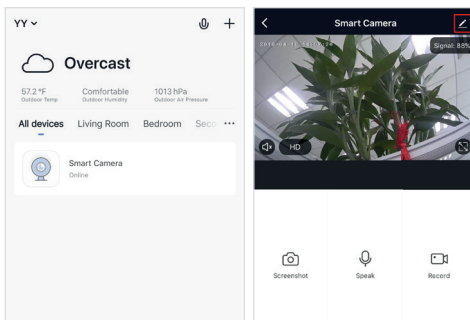 YY
Overcast
57.2 °F Comfortable 1013 hPa
Outdoor Temp Outdoor Humidity Outdoor Air Pressure
All devices Living Room Bedroom Secu ...
Smart Camera
Online
Smart Camera
Signal: 88%
HD
Screenshot Speak Record